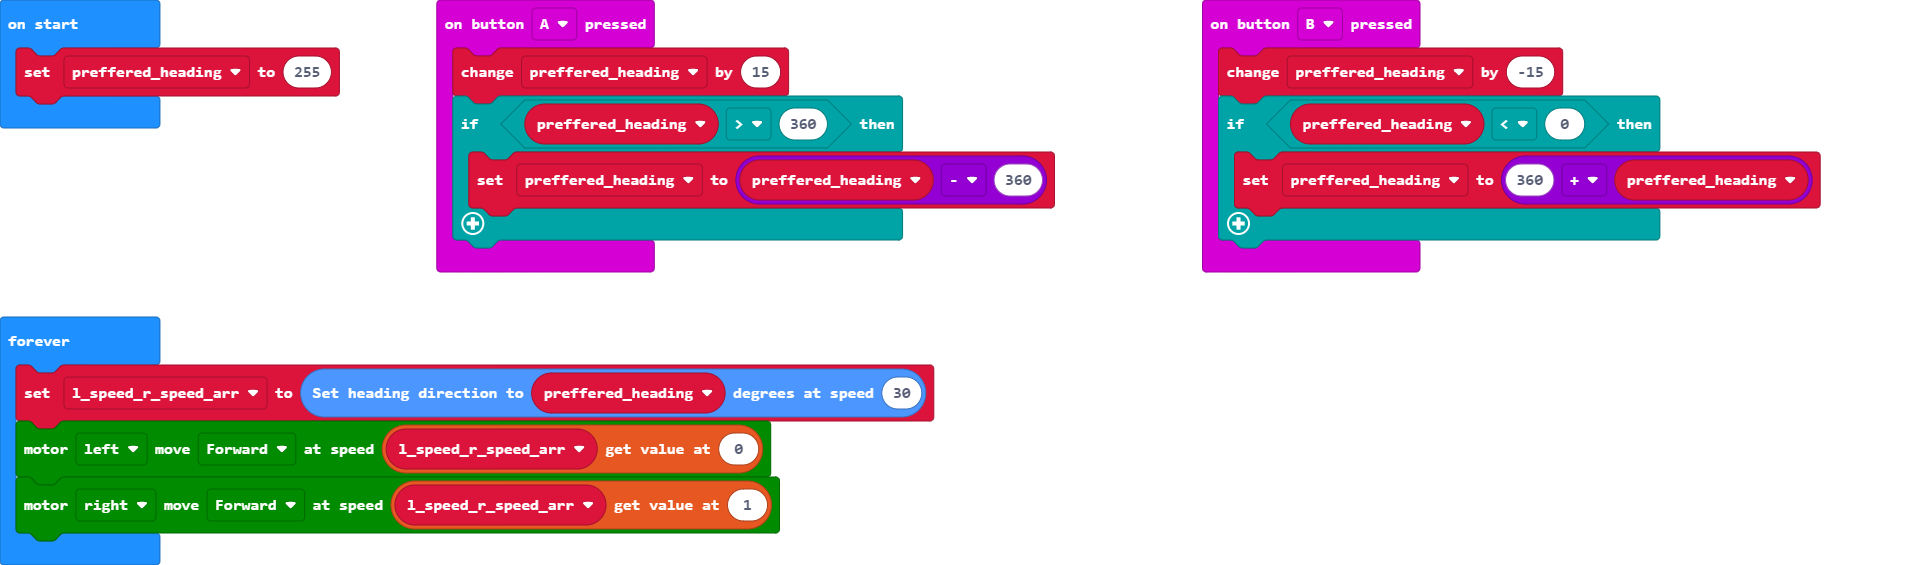 on start
set preffered_heading to 255
on button A pressed
change preffered_heading by 15
if preffered_heading > 360 then
set preffered_heading to preffered_heading - 360
on button B pressed
change preffered_heading by -15
if preffered_heading < 0 then
set preffered_heading to 360 + preffered_heading
forever
set l_speed_r_speed_arr to Set heading direction to preffered_heading degrees at speed 30
motor left move Forward at speed l_speed_r_speed_arr get value at 0
motor right move Forward at speed l_speed_r_speed_arr get value at 1